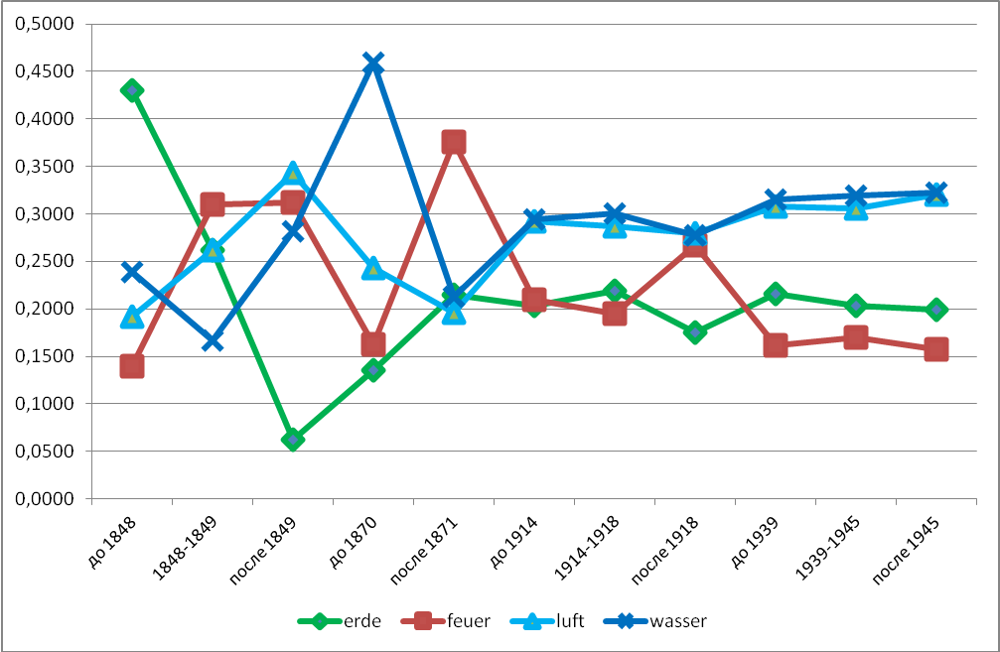 0,5000
0,4500
0,4000
0,3500
0,3000
0,2500
0,2000
0,1500
0,1000
0,0500
0,0000
до 1848
1848-1849
после 1849
до 1870
после 1871
до 1914
1914-1918
после 1918
до 1939
1939-1945
после 1945
erde feuer luft wasser